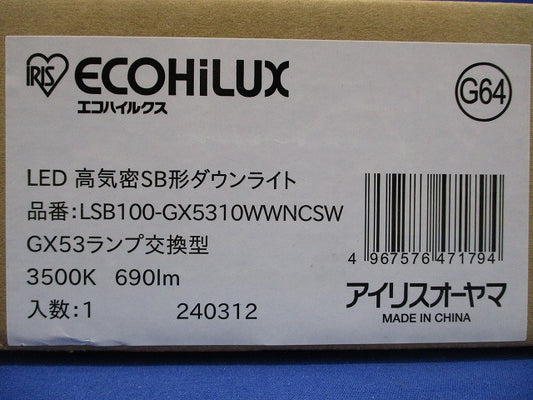 IRIS ECOHiLUX
エコハイルクス
G64
LED 高気密SB形ダウンライト
品番:LSB100-GX5310WWNCSW
GX53ランプ交換型
3500K 690lm
入数:1 240312
4 967576 471794
アイリスオーヤマ
MADE IN CHINA